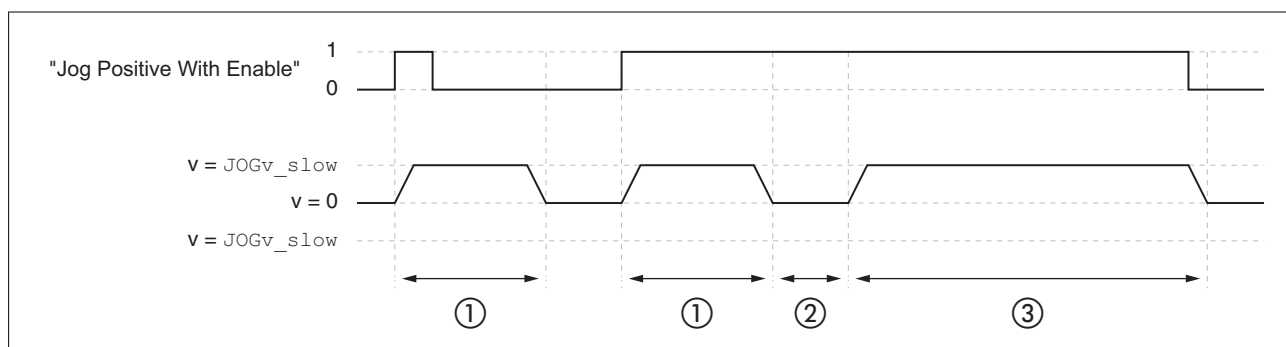 1
"Jog Positive With Enable"
0
v = JOGv_slow
v = 0
v = JOGv_slow
① ① ② ③